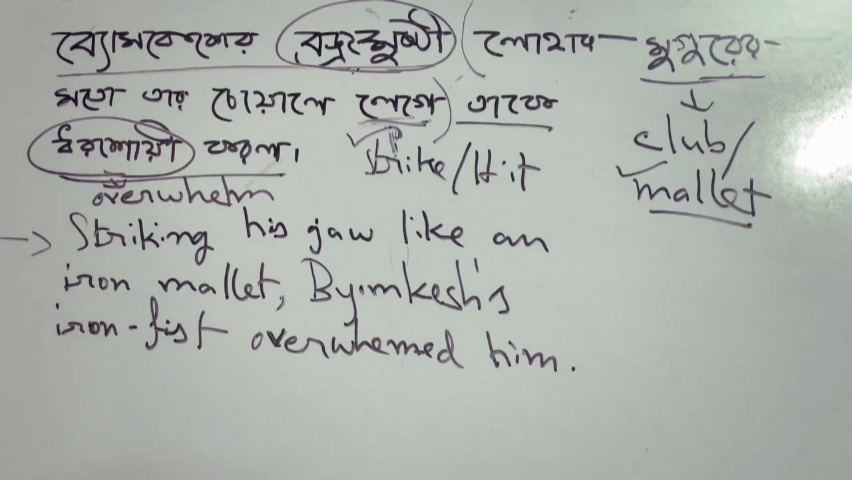 ব্যোমকেশের বজ্রমুষ্টী (লোহার মুগুরের
মতো তার চোয়ালে লেগে) তাকে
ধরাশায়ী করল।
strike/Hit
club/
mallet
overwhelm
→ Striking his jaw like an
iron mallet, Byomkesh's
iron-fist overwhemed him.